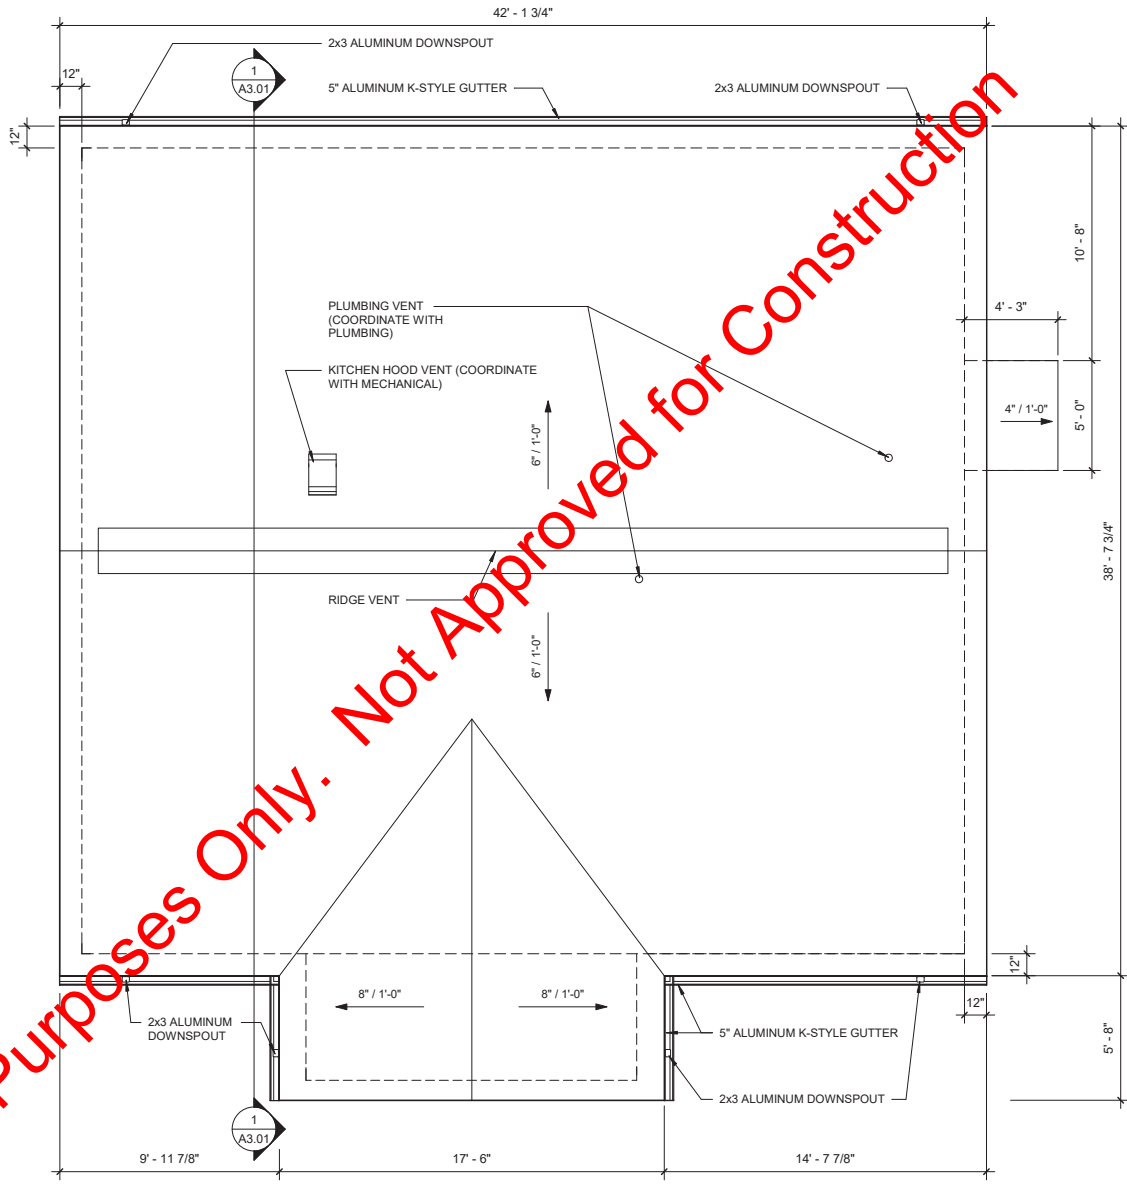 42' - 1 3/4"
2x3 ALUMINUM DOWNSPOUT
12"
1
A3.01
5" ALUMINUM K-STYLE GUTTER
2x3 ALUMINUM DOWNSPOUT
12"
10' - 8"
PLUMBING VENT
(COORDINATE WITH
PLUMBING)
4' - 3"
KITCHEN HOOD VENT (COORDINATE
WITH MECHANICAL)
4" / 1'-0"
5' - 0"
6" / 1'-0"
38' - 7 3/4"
RIDGE VENT
6" / 1'-0"
Purposes Only. Not Approved for Construction
12"
8" / 1'-0"
8" / 1'-0"
12"
2x3 ALUMINUM
DOWNSPOUT
5" ALUMINUM K-STYLE GUTTER
5' - 8"
2x3 ALUMINUM DOWNSPOUT
1
A3.01
9' - 11 7/8"
17' - 6"
14' - 7 7/8"